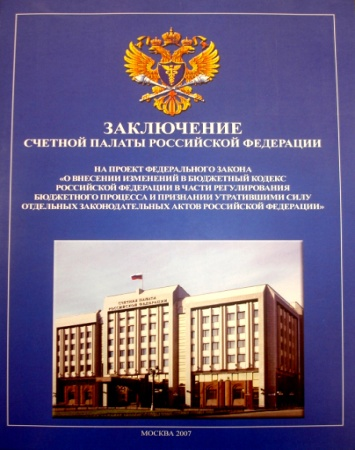 ЗАКЛЮЧЕНИЕ
СЧЕТНОЙ ПАЛАТЫ РОССИЙСКОЙ ФЕДЕРАЦИИ
НА ПРОЕКТ ФЕДЕРАЛЬНОГО ЗАКОНА
«О ВНЕСЕНИИ ИЗМЕНЕНИЙ В БЮДЖЕТНЫЙ КОДЕКС
РОССИЙСКОЙ ФЕДЕРАЦИИ В ЧАСТИ РЕГУЛИРОВАНИЯ
БЮДЖЕТНОГО ПРОЦЕССА И ПРИЗНАНИИ УТРАТИВШИМИ СИЛУ
ОТДЕЛЬНЫХ ЗАКОНОДАТЕЛЬНЫХ АКТОВ РОССИЙСКОЙ ФЕДЕРАЦИИ»
СЧЕТНАЯ ПАЛАТА
РОССИЙСКОЙ ФЕДЕРАЦИИ
МОСКВА 2007